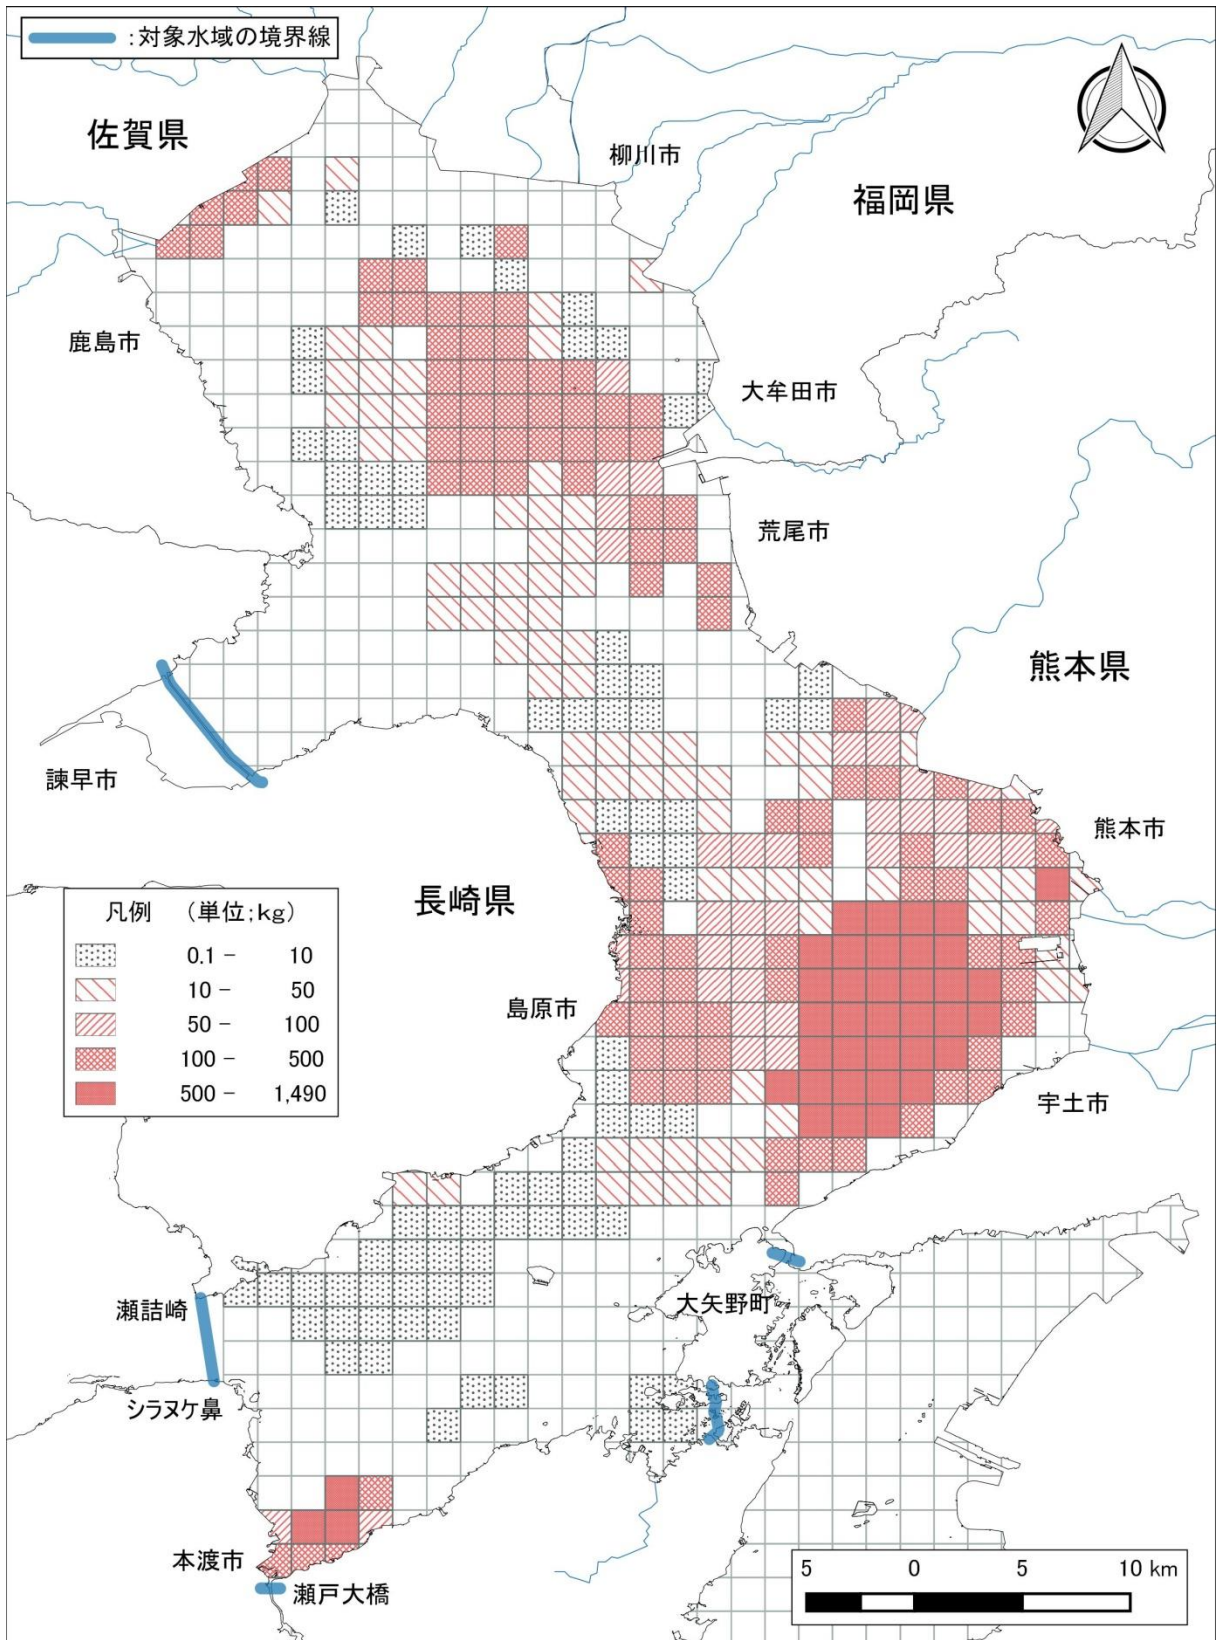 :対象水域の境界線
佐賀県
柳川市
福岡県
鹿島市
大牟田市
荒尾市
熊本県
諫早市
熊本市
長崎県
凡例 (単位;kg)
0.1 - 10
10 - 50
50 - 100
100 - 500
500 - 1,490
島原市
宇土市
瀬詰崎
大矢野町
シラヌケ鼻
本渡市
瀬戸大橋
5 0 5 10 km